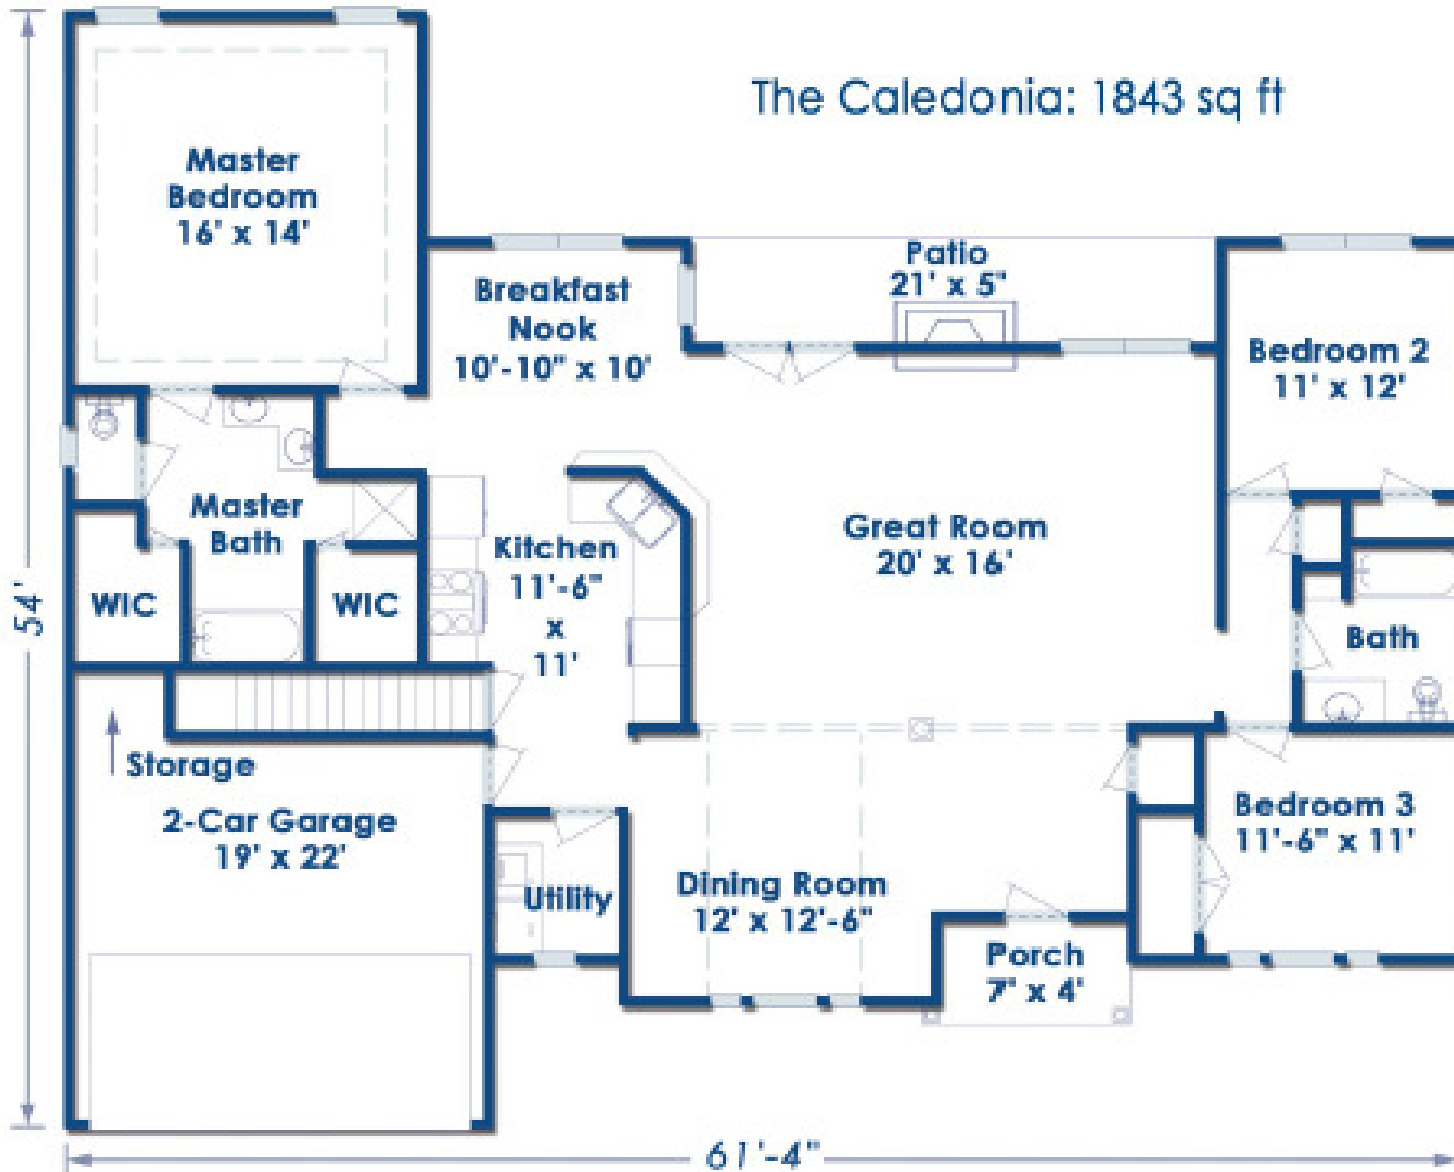 The Caledonia: 1843 sq ft
Master
Bedroom
16' x 14'
Patio
21' x 5"
Breakfast
Nook
10'-10" x 10'
Bedroom 2
11' x 12'
Master
Bath
Great Room
20' x 16'
Kitchen
11'-6"
x
11'
WIC
WIC
54'
Bath
Storage
2-Car Garage
19' x 22'
Bedroom 3
11'-6" x 11'
Utility
Dining Room
12' x 12'-6"
Porch
7' x 4'
61'-4"